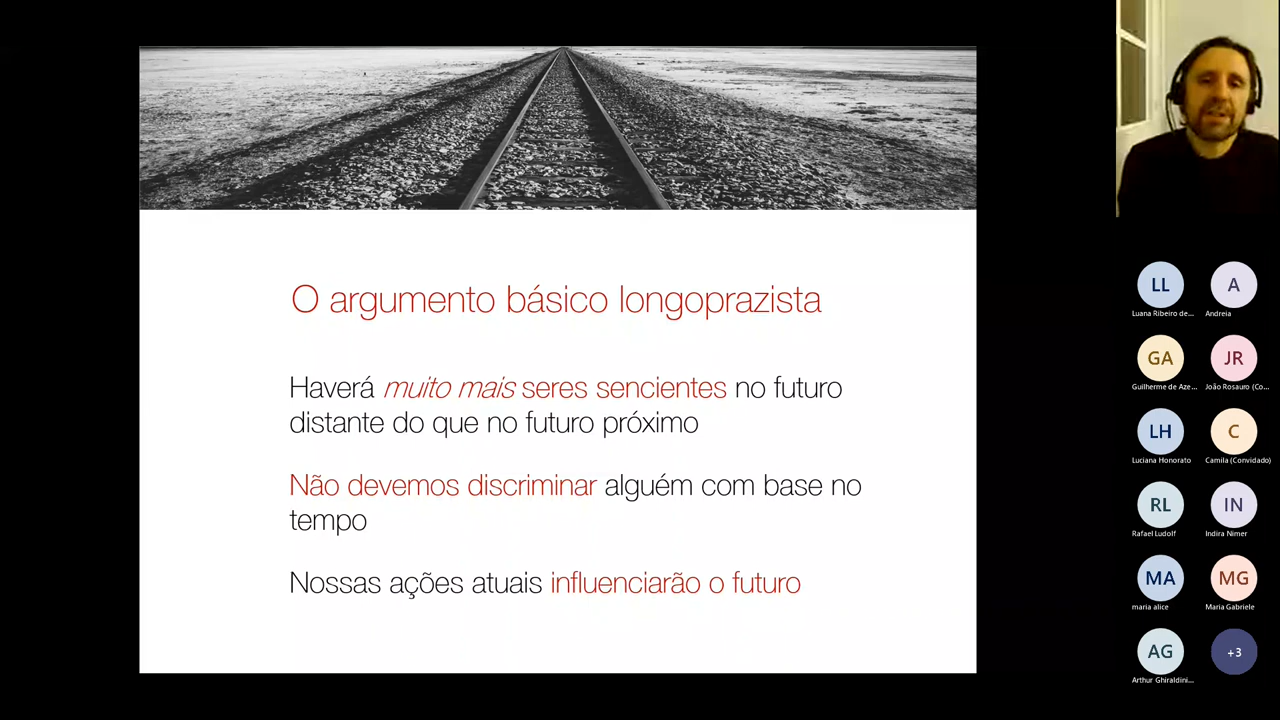 O argumento básico longoprazista
Haverá muito mais seres sencientes no futuro
distante do que no futuro próximo
Não devemos discriminar alguém com base no
tempo
Nossas ações atuais influenciarão o futuro
LL
A
Luana Ribeiro de...
Andreia
GA
JR
Guilherme de Aze...
João Rosauro (Co...
LH
C
Luciana Honorato
Camila (Convidado)
RL
IN
Rafael Ludolf
Indira Nimer
MA
MG
maria alice
Maria Gabriele
AG
+3
Arthur Ghiraldini...